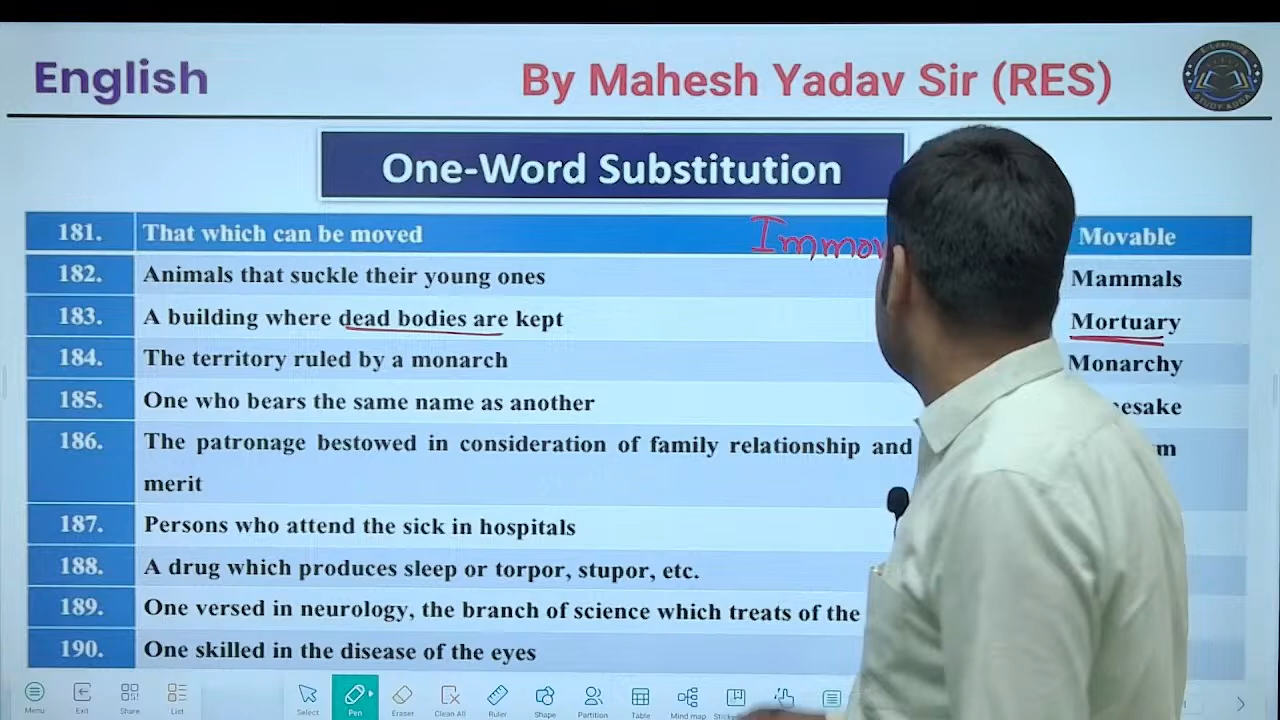 English
By Mahesh Yadav Sir (RES)
E-Learning
STUDY ADDA
One-Word Substitution
181. That which can be moved Immov Movable
182. Animals that suckle their young ones Mammals
183. A building where dead bodies are kept Mortuary
184. The territory ruled by a monarch Monarchy
185. One who bears the same name as another esake
186. The patronage bestowed in consideration of family relationship and m
merit
187. Persons who attend the sick in hospitals
188. A drug which produces sleep or torpor, stupor, etc.
189. One versed in neurology, the branch of science which treats of the
190. One skilled in the disease of the eyes
Menu Exit Share List Select Pen Eraser Clean All Ruler Shape Partition Table Mind map